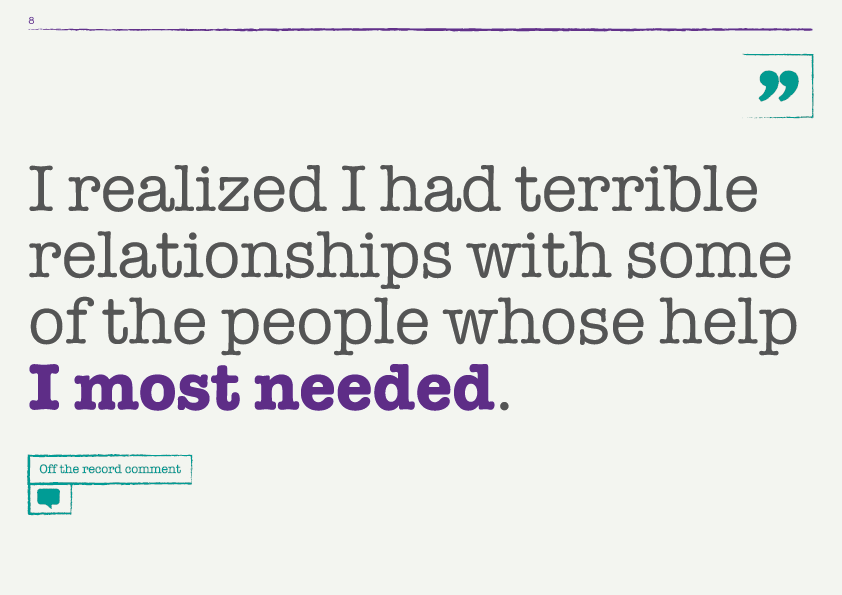 8
”
I realized I had terrible
relationships with some
of the people whose help
I most needed.
Off the record comment